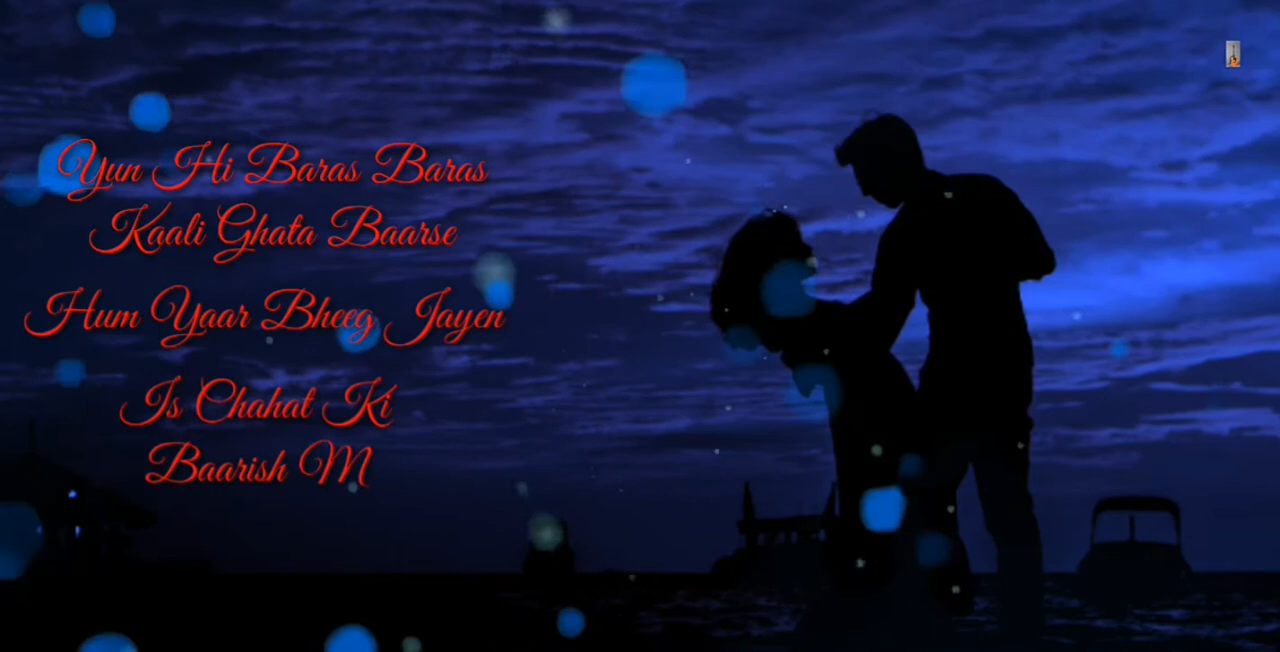 Yun Hi Baras Baras
Kaali Ghata Baarse
Hum Yaar Bheeg Jayen
Is Chahat Ki
Baarish M